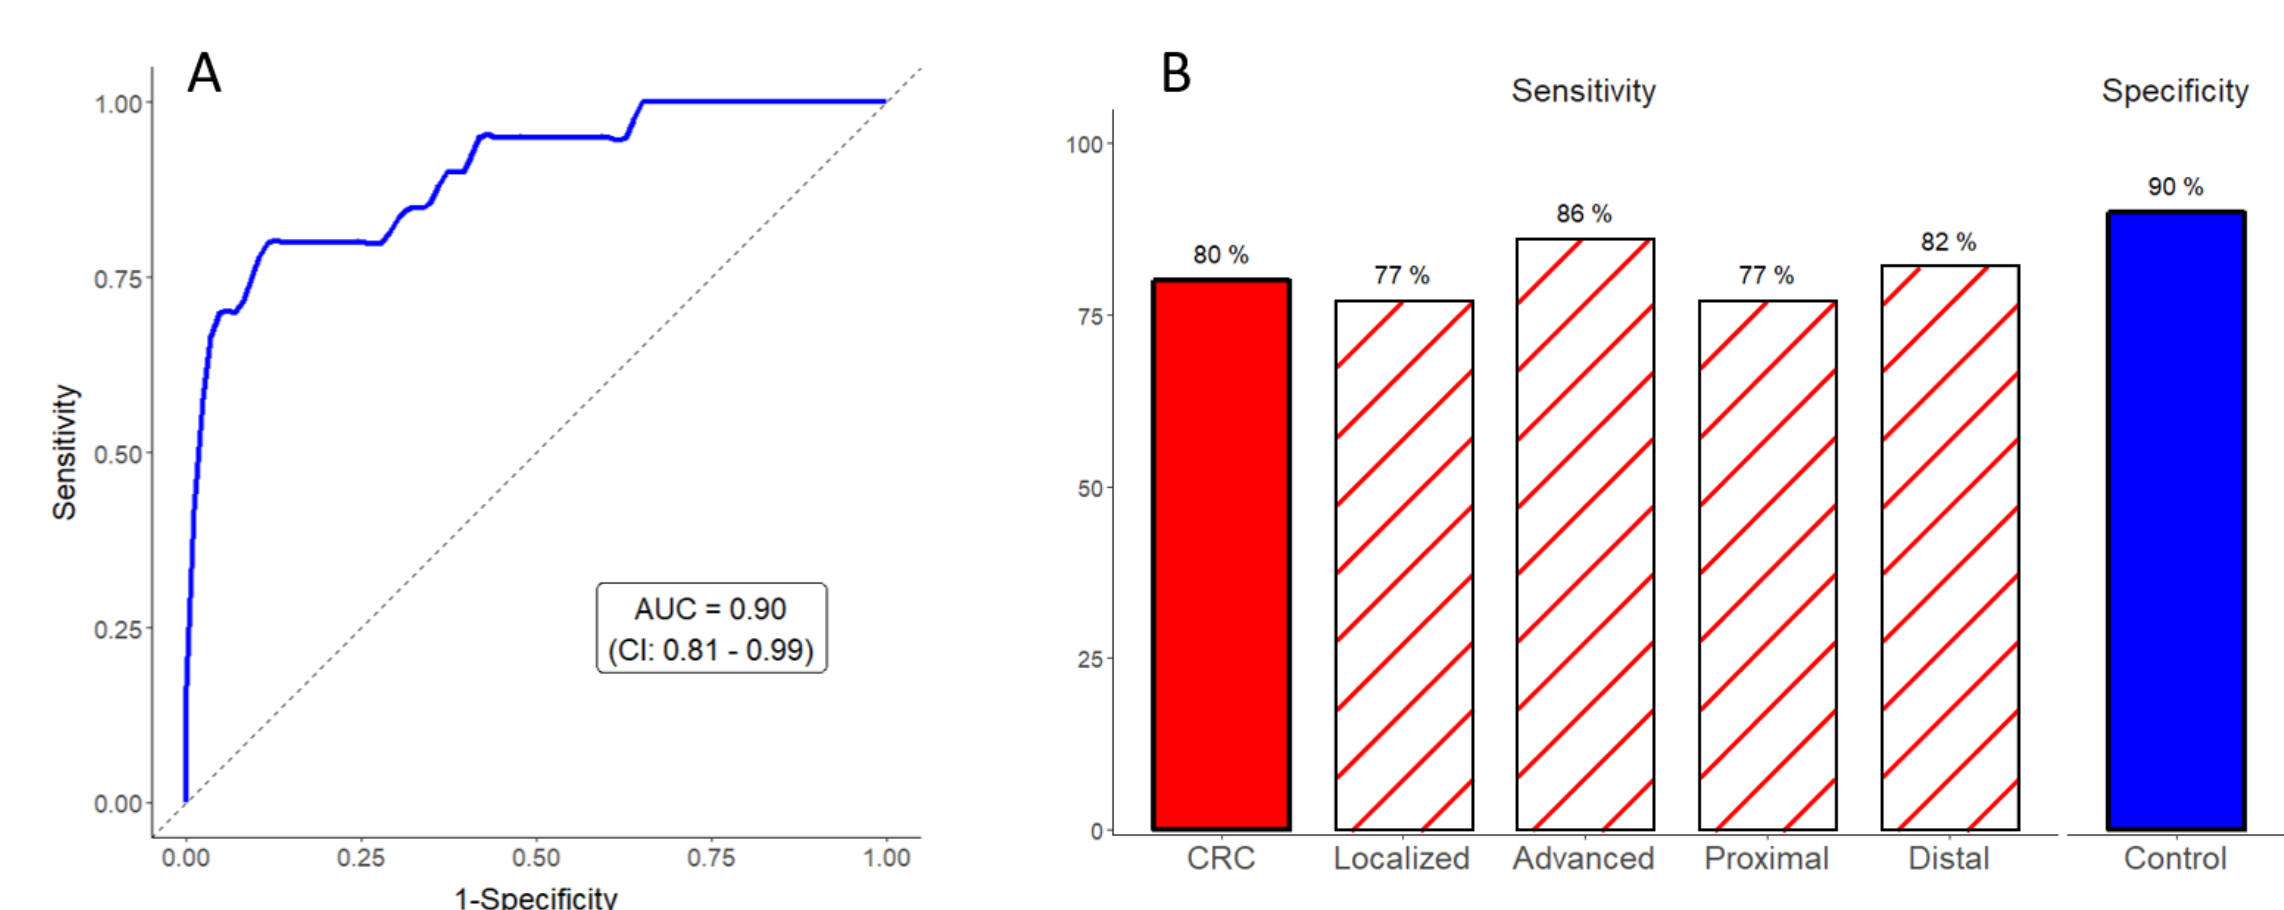 A
1.00
0.75
0.50
0.25
0.00
Sensitivity
AUC = 0.90
(CI: 0.81 - 0.99)
0.00 0.25 0.50 0.75 1.00
1-Specificity
B
Sensitivity
Specificity
100
75
50
25
0
80 %
77 %
86 %
77 %
82 %
90 %
CRC Localized Advanced Proximal Distal Control